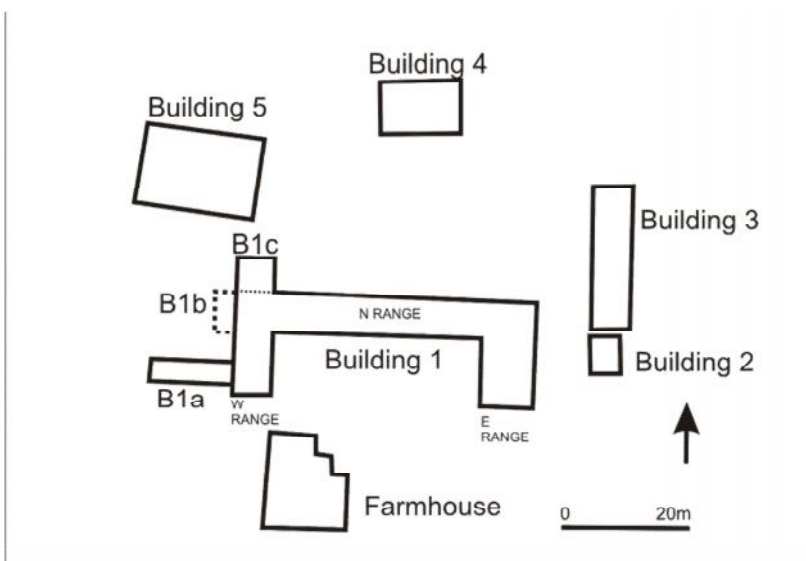 Building 4
Building 5
Building 3
B1c
B1b
N RANGE
Building 1
Building 2
B1a
W
RANGE
E
RANGE
Farmhouse
0 20m